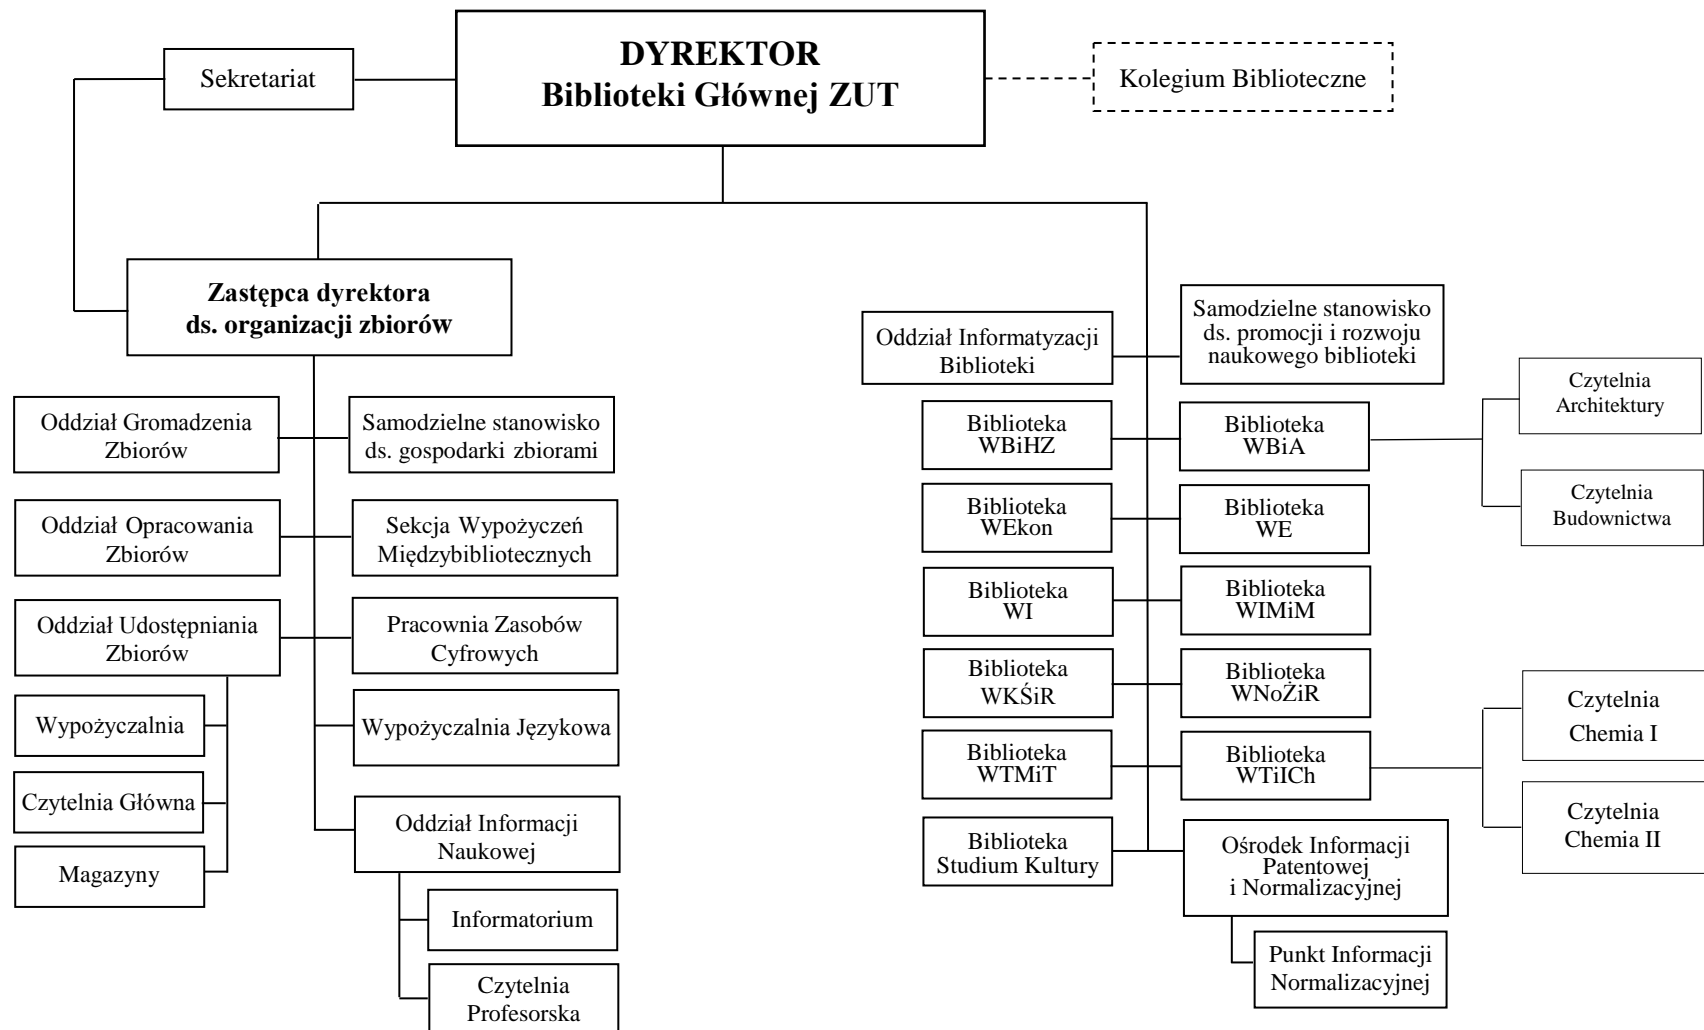 DYREKTOR
Biblioteki Głównej ZUT
Sekretariat
Kolegium Biblioteczne
Zastępca dyrektora
ds. organizacji zbiorów
Oddział Gromadzenia
Zbiorów
Samodzielne stanowisko
ds. gospodarki zbiorami
Oddział Opracowania
Zbiorów
Sekcja Wypożyczeń
Międzybibliotecznych
Oddział Udostępniania
Zbiorów
Pracownia Zasobów
Cyfrowych
Wypożyczalnia
Czytelnia Główna
Magazyny
Wypożyczalnia Językowa
Oddział Informacji
Naukowej
Informatorium
Czytelnia
Profesorska
Oddział Informatyzacji
Biblioteki
Samodzielne stanowisko
ds. promocji i rozwoju
naukowego biblioteki
Biblioteka
WBiHZ
Biblioteka
WBiA
Czytelnia
Architektury
Czytelnia
Budownictwa
Biblioteka
WEkon
Biblioteka
WE
Biblioteka
WI
Biblioteka
WIMiM
Biblioteka
WKŚiR
Biblioteka
WNoŻiR
Biblioteka
WTMiT
Biblioteka
WTiICh
Czytelnia
Chemia I
Czytelnia
Chemia II
Biblioteka
Studium Kultury
Ośrodek Informacji
Patentowej
i Normalizacyjnej
Punkt Informacji
Normalizacyjnej